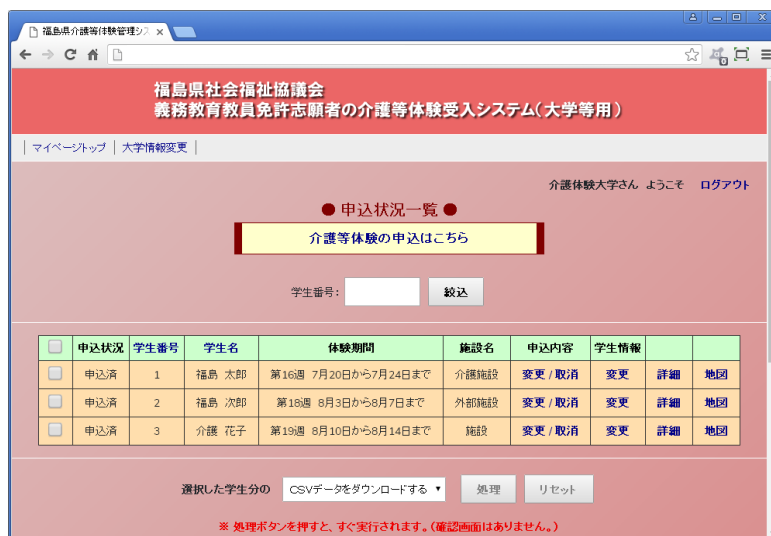 福島県介護等体験管理シス
福島県社会福祉協議会
義務教育教員免許志願者の介護等体験受入システム(大学等用)
| マイページトップ | 大学情報変更 |
介護体験大学さん ようこそ ログアウト
● 申込状況一覧 ●
介護等体験の申込はこちら
学生番号: 絞込
申込状況 学生番号 学生名 体験期間 施設名 申込内容 学生情報
申込済 1 福島 太郎 第16週 7月20日から7月24日まで 介護施設 変更 / 取消 変更 詳細 地図
申込済 2 福島 次郎 第18週 8月3日から8月7日まで 外部施設 変更 / 取消 変更 詳細 地図
申込済 3 介護 花子 第19週 8月10日から8月14日まで 施設 変更 / 取消 変更 詳細 地図
選択した学生分の CSVデータをダウンロードする 処理 リセット
※ 処理ボタンを押すと、すぐ実行されます。(確認画面はありません。)